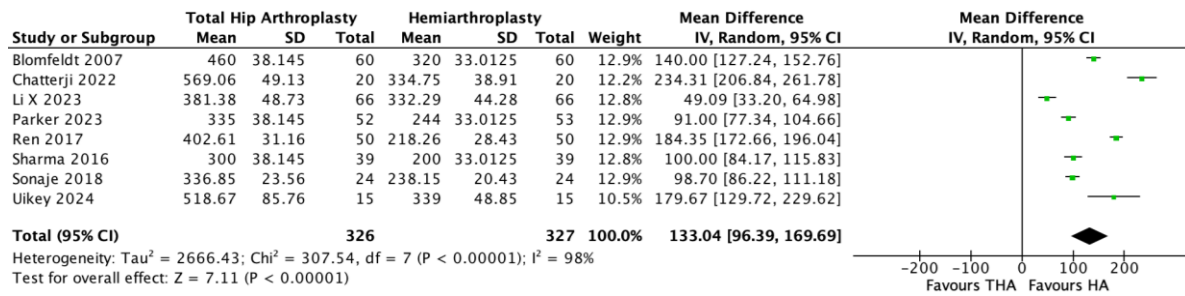 Total Hip Arthroplasty Hemiarthroplasty Mean Difference Mean Difference
Study or Subgroup Mean SD Total Mean SD Total Weight IV, Random, 95% CI IV, Random, 95% CI
Blomfeldt 2007 460 38.145 60 320 33.0125 60 12.9% 140.00 [127.24, 152.76]
Chatterji 2022 569.06 49.13 20 334.75 38.91 20 12.2% 234.31 [206.84, 261.78]
Li X 2023 381.38 48.73 66 332.29 44.28 66 12.8% 49.09 [33.20, 64.98]
Parker 2023 335 38.145 52 244 33.0125 53 12.9% 91.00 [77.34, 104.66]
Ren 2017 402.61 31.16 50 218.26 28.43 50 12.9% 184.35 [172.66, 196.04]
Sharma 2016 300 38.145 39 200 33.0125 39 12.8% 100.00 [84.17, 115.83]
Sonaje 2018 336.85 23.56 24 238.15 20.43 24 12.9% 98.70 [86.22, 111.18]
Uikey 2024 518.67 85.76 15 339 48.85 15 10.5% 179.67 [129.72, 229.62]
Total (95% CI) 326 327 100.0% 133.04 [96.39, 169.69]
Heterogeneity: Tau² = 2666.43; Chi² = 307.54, df = 7 (P < 0.00001); I² = 98%
Test for overall effect: Z = 7.11 (P < 0.00001)
-200 -100 0 100 200
Favours THA Favours HA